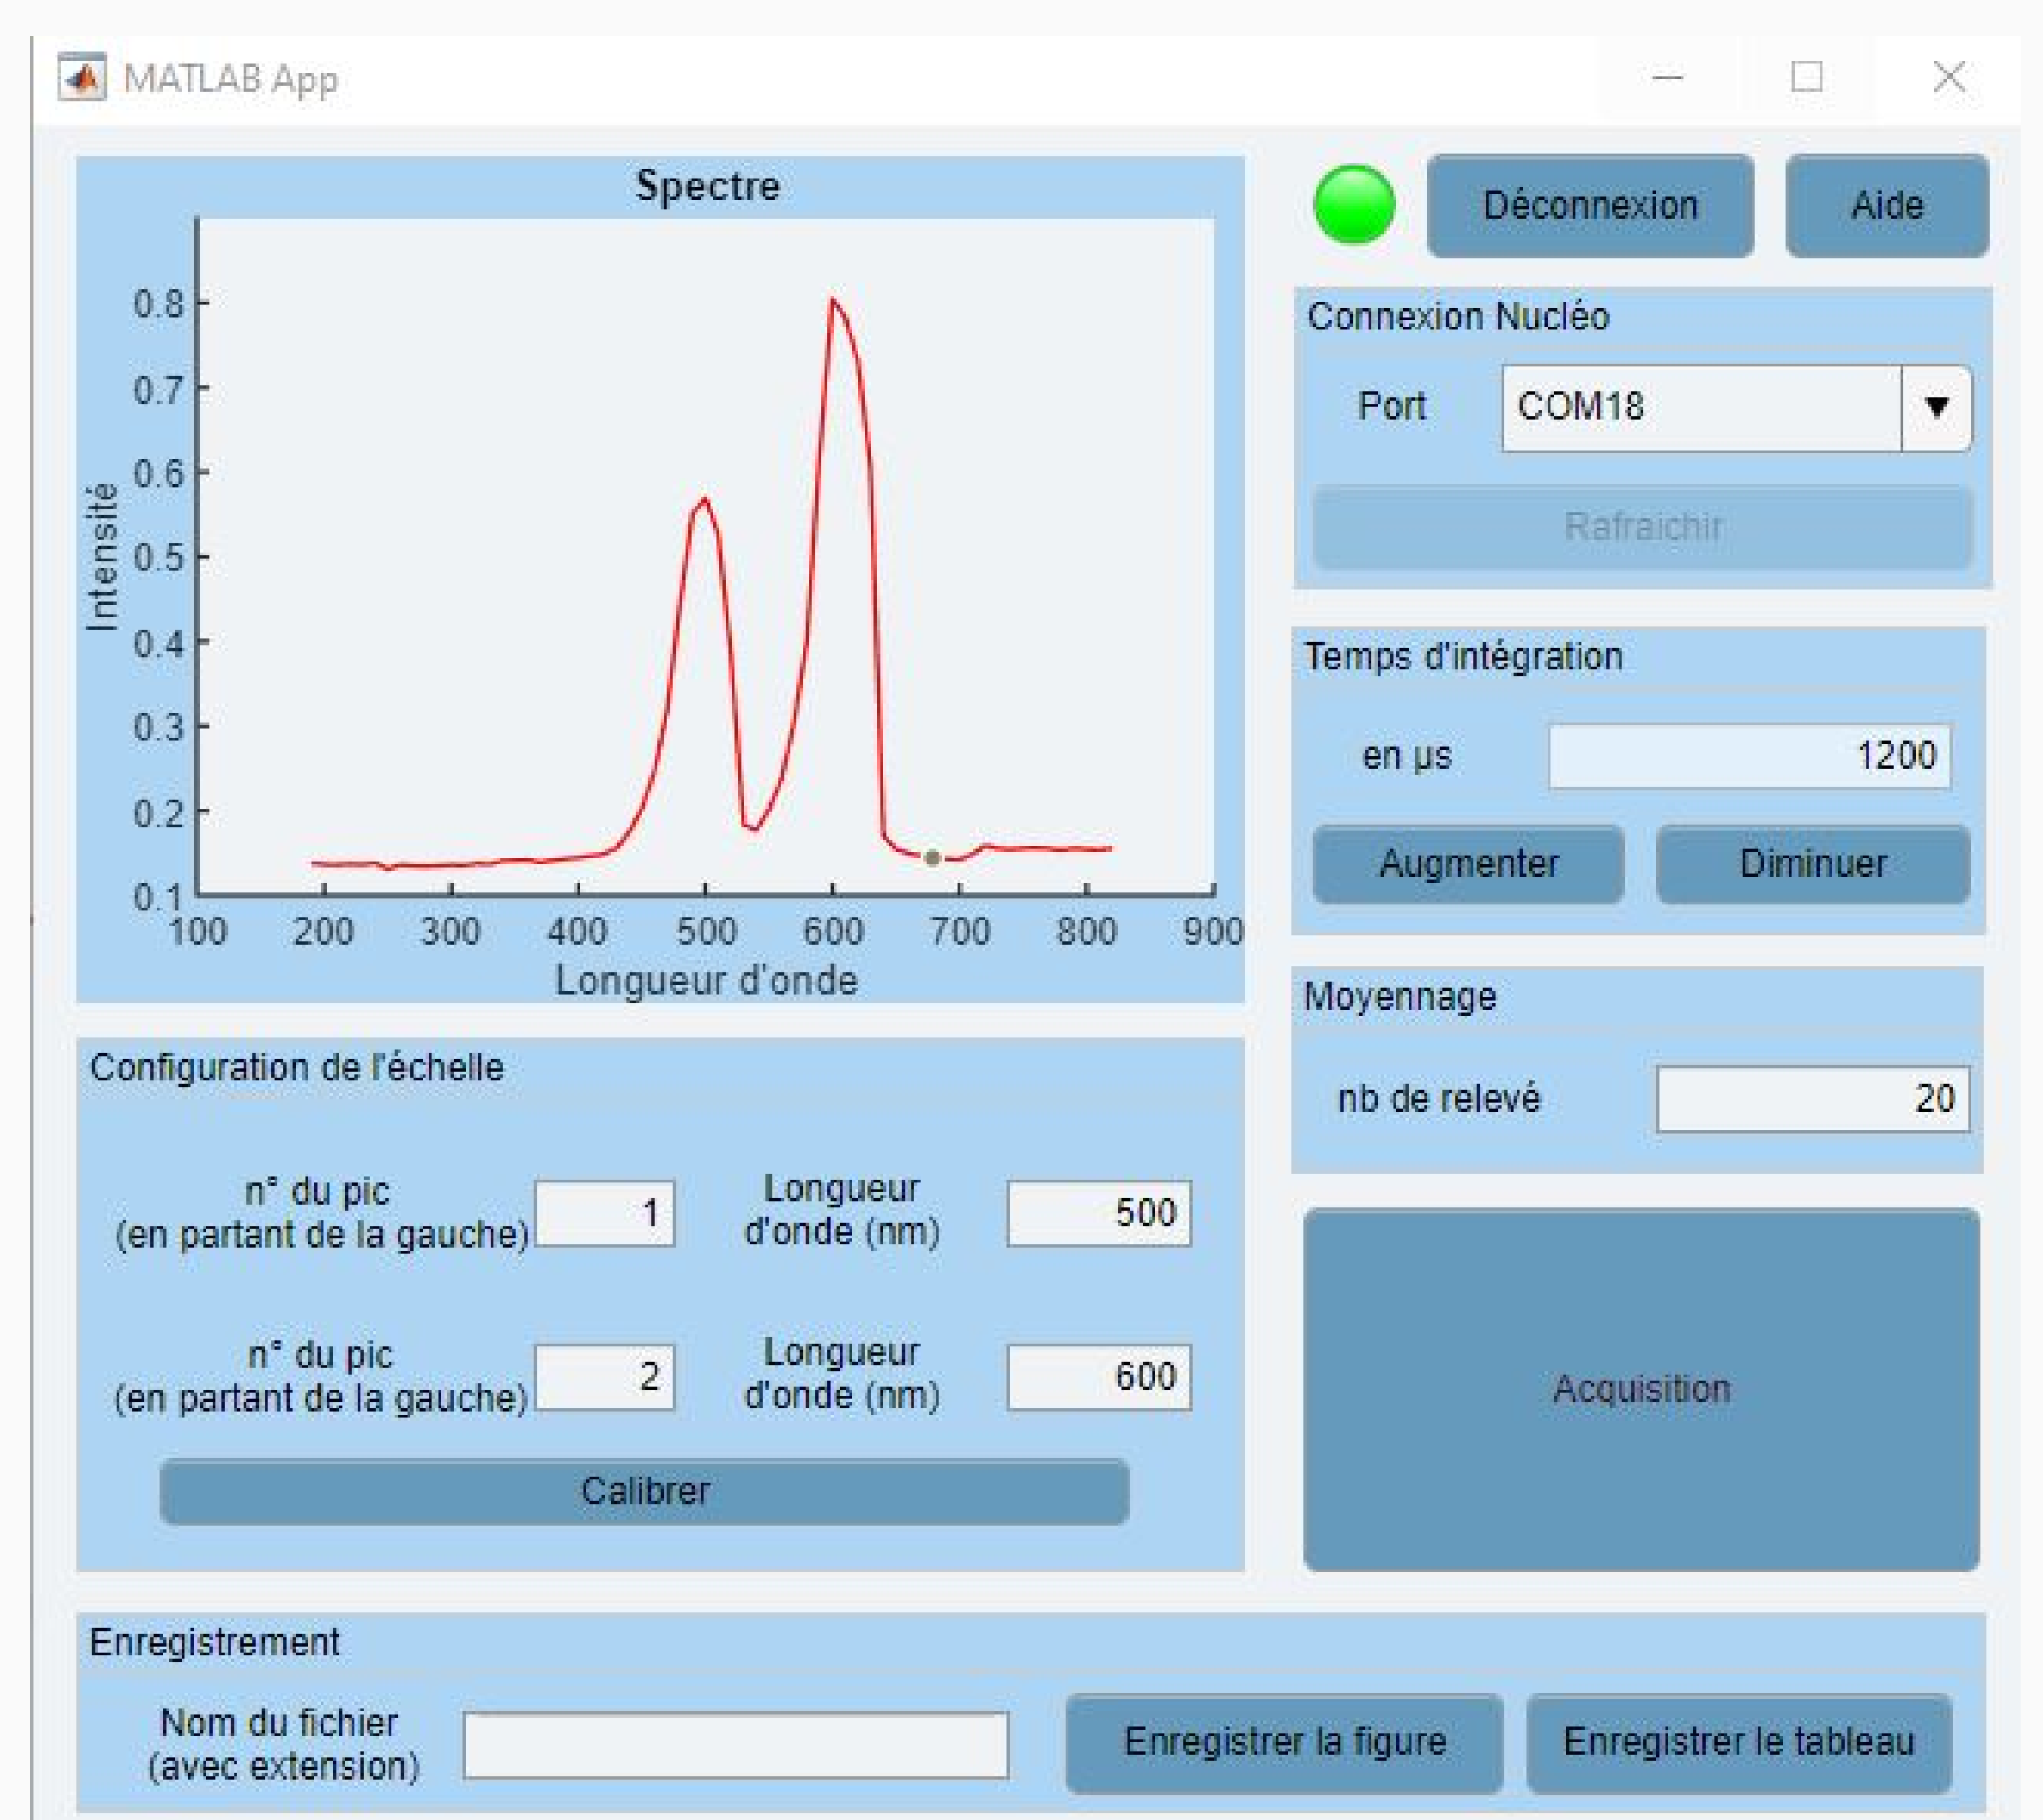 MATLAB App
Spectre
Intensité
0.8
0.7
0.6
0.5
0.4
0.3
0.2
0.1
100 200 300 400 500 600 700 800 900
Longueur d'onde
Déconnexion
Aide
Connexion Nucléo
Port
COM18
Rafraichir
Temps d'intégration
en µs
1200
Augmenter
Diminuer
Moyennage
nb de relevé
20
Acquisition
Configuration de l'échelle
n° du pic
(en partant de la gauche)
1
Longueur
d'onde (nm)
500
n° du pic
(en partant de la gauche)
2
Longueur
d'onde (nm)
600
Calibrer
Enregistrement
Nom du fichier
(avec extension)
Enregistrer la figure
Enregistrer le tableau